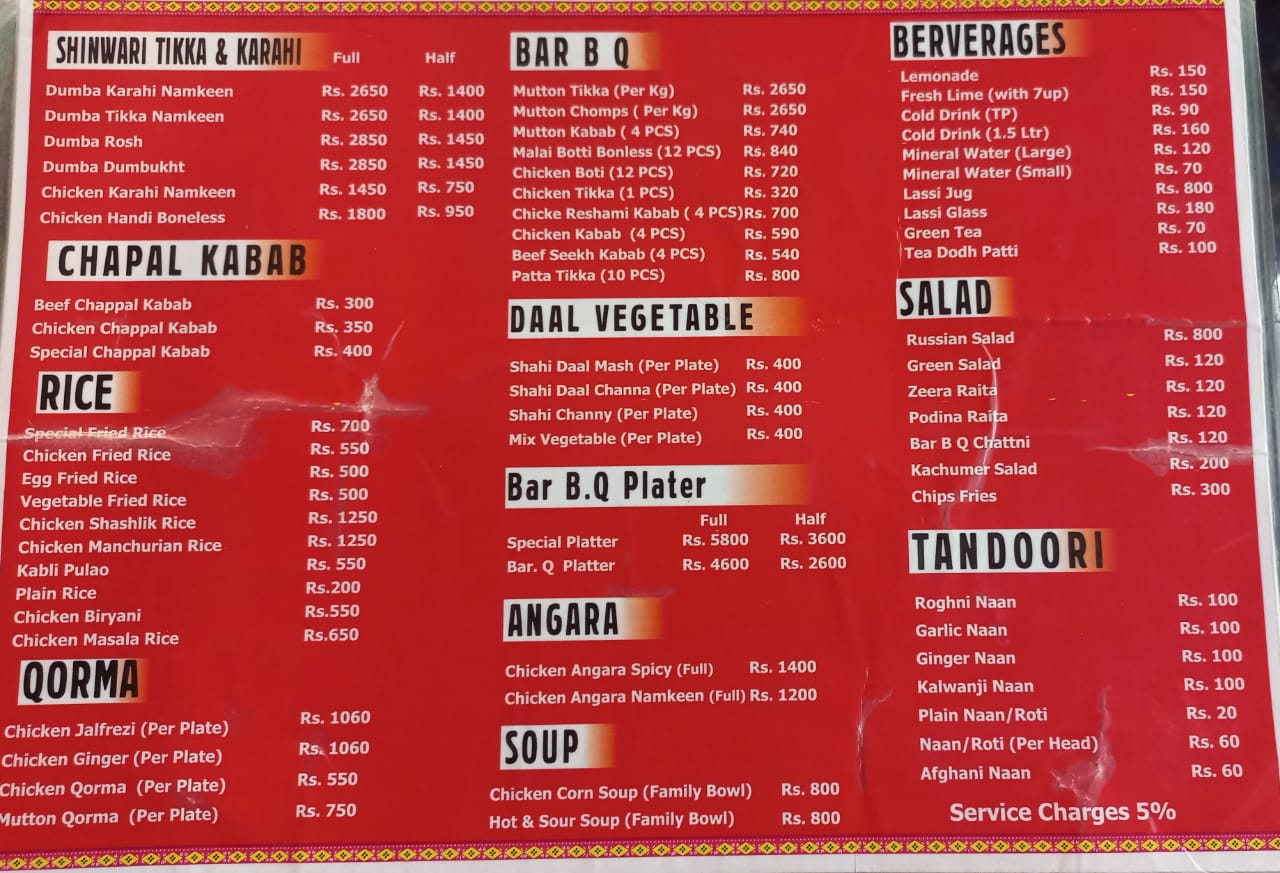 SHINWARI TIKKA & KARAHI Full Half
Dumba Karahi Namkeen Rs. 2650 Rs. 1400
Dumba Tikka Namkeen Rs. 2650 Rs. 1400
Dumba Rosh Rs. 2850 Rs. 1450
Dumba Dumbukht Rs. 2850 Rs. 1450
Chicken Karahi Namkeen Rs. 1450 Rs. 750
Chicken Handi Boneless Rs. 1800 Rs. 950
CHAPAL KABAB
Beef Chappal Kabab Rs. 300
Chicken Chappal Kabab Rs. 350
Special Chappal Kabab Rs. 400
RICE
Special Fried Rice Rs. 700
Chicken Fried Rice Rs. 550
Egg Fried Rice Rs. 500
Vegetable Fried Rice Rs. 500
Chicken Shashlik Rice Rs. 1250
Chicken Manchurian Rice Rs. 1250
Kabli Pulao Rs. 550
Plain Rice Rs.200
Chicken Biryani Rs.550
Chicken Masala Rice Rs.650
QORMA
Chicken Jalfrezi (Per Plate) Rs. 1060
Chicken Ginger (Per Plate) Rs. 1060
Chicken Qorma (Per Plate) Rs. 550
Mutton Qorma (Per Plate) Rs. 750
BAR B Q
Mutton Tikka (Per Kg) Rs. 2650
Mutton Chomps ( Per Kg) Rs. 2650
Mutton Kabab ( 4 PCS) Rs. 740
Malai Botti Bonless (12 PCS) Rs. 840
Chicken Boti (12 PCS) Rs. 720
Chicken Tikka (1 PCS) Rs. 320
Chicke Reshami Kabab ( 4 PCS) Rs. 700
Chicken Kabab (4 PCS) Rs. 590
Beef Seekh Kabab (4 PCS) Rs. 540
Patta Tikka (10 PCS) Rs. 800
DAAL VEGETABLE
Shahi Daal Mash (Per Plate) Rs. 400
Shahi Daal Channa (Per Plate) Rs. 400
Shahi Channy (Per Plate) Rs. 400
Mix Vegetable (Per Plate) Rs. 400
Bar B.Q Plater
Full Half
Special Platter Rs. 5800 Rs. 3600
Bar. Q Platter Rs. 4600 Rs. 2600
ANGARA
Chicken Angara Spicy (Full) Rs. 1400
Chicken Angara Namkeen (Full) Rs. 1200
SOUP
Chicken Corn Soup (Family Bowl) Rs. 800
Hot & Sour Soup (Family Bowl) Rs. 800
BERVERAGES
Lemonade Rs. 150
Fresh Lime (with 7up) Rs. 150
Cold Drink (TP) Rs. 90
Cold Drink (1.5 Ltr) Rs. 160
Mineral Water (Large) Rs. 120
Mineral Water (Small) Rs. 70
Lassi Jug Rs. 800
Lassi Glass Rs. 180
Green Tea Rs. 70
Tea Dodh Patti Rs. 100
SALAD
Russian Salad Rs. 800
Green Salad Rs. 120
Zeera Raita Rs. 120
Podina Raita Rs. 120
Bar B Q Chattni Rs. 120
Kachumer Salad Rs. 200
Chips Fries Rs. 300
TANDOORI
Roghni Naan Rs. 100
Garlic Naan Rs. 100
Ginger Naan Rs. 100
Kalwanji Naan Rs. 100
Plain Naan/Roti Rs. 20
Naan/Roti (Per Head) Rs. 60
Afghani Naan Rs. 60
Service Charges 5%